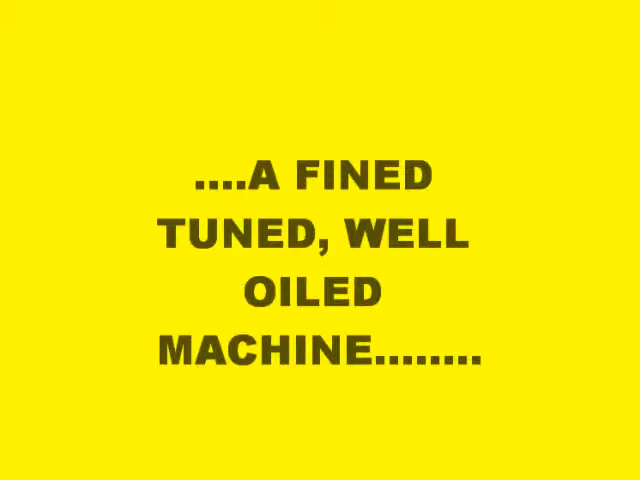 ....A FINED
TUNED, WELL
OILED
MACHINE........